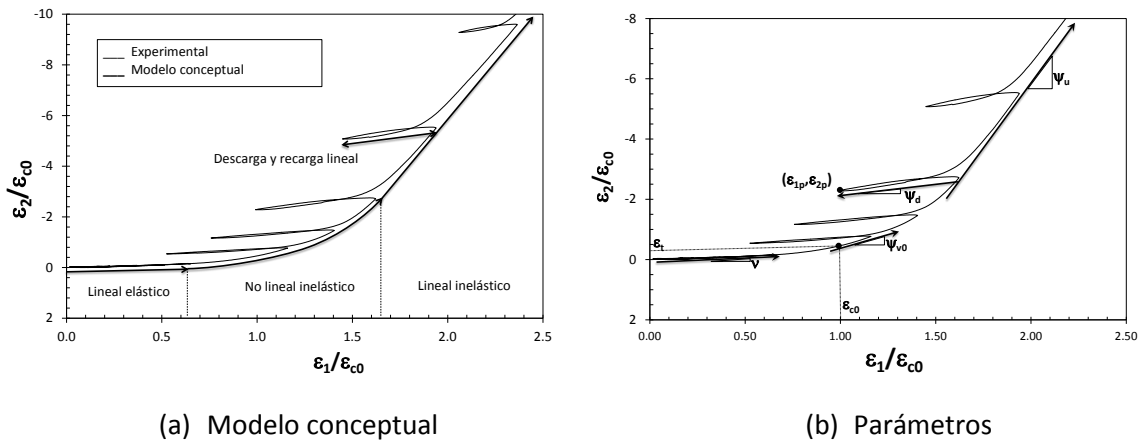 -10
-8
-6
-4
-2
0
2
ε2/εc0
Experimental
Modelo conceptual
Descarga y recarga lineal
Lineal elástico
No lineal inelástico
Lineal inelástico
0.0 0.5 1.0 1.5 2.0 2.5
ε1/εc0
(a) Modelo conceptual
-8
-6
-4
-2
0
2
ε2/εc0
ψu
(ε1p,ε2p)
ψd
εt
ψv0
ν
εc0
0.00 0.50 1.00 1.50 2.00 2.50
ε1/εc0
(b) Parámetros